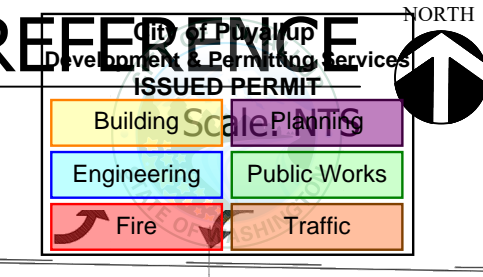 REFERENCE
NORTH
City of Puyallup
Development & Permitting Services
ISSUED PERMIT
Building
Planning
Scale: NTS
Engineering
Public Works
Fire
Traffic